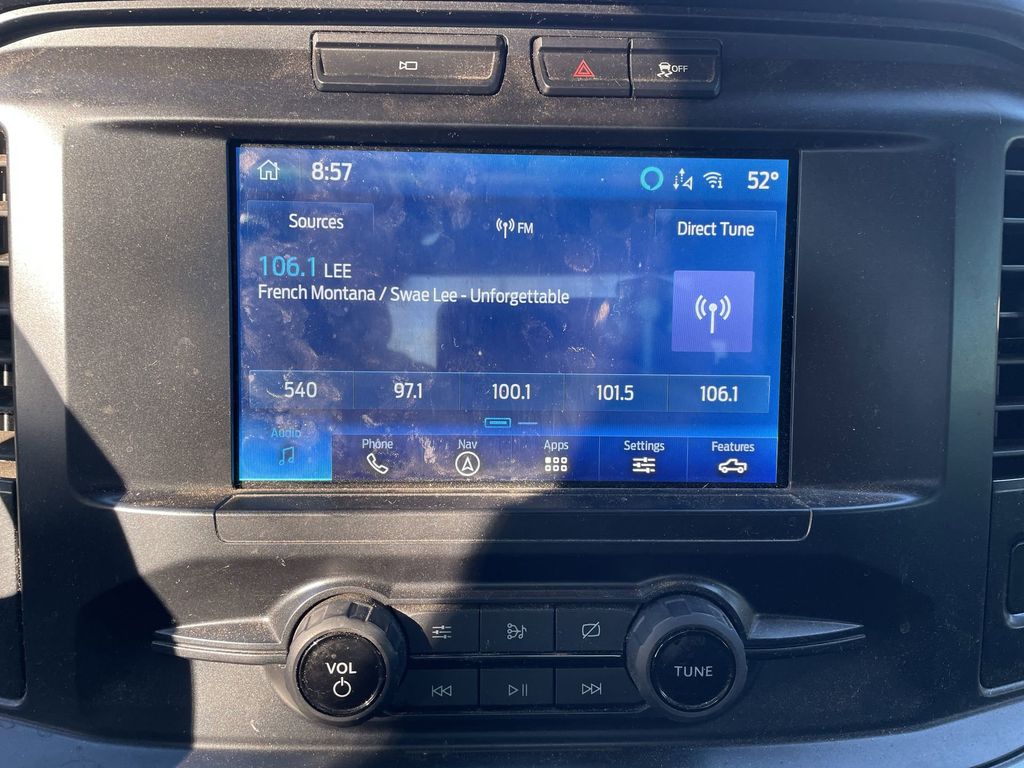 OFF
8:57
52°
Sources
FM
Direct Tune
106.1 LEE
French Montana / Swae Lee - Unforgettable
540 97.1 100.1 101.5 106.1
Audio Phone Nav Apps Settings Features
VOL
TUNE